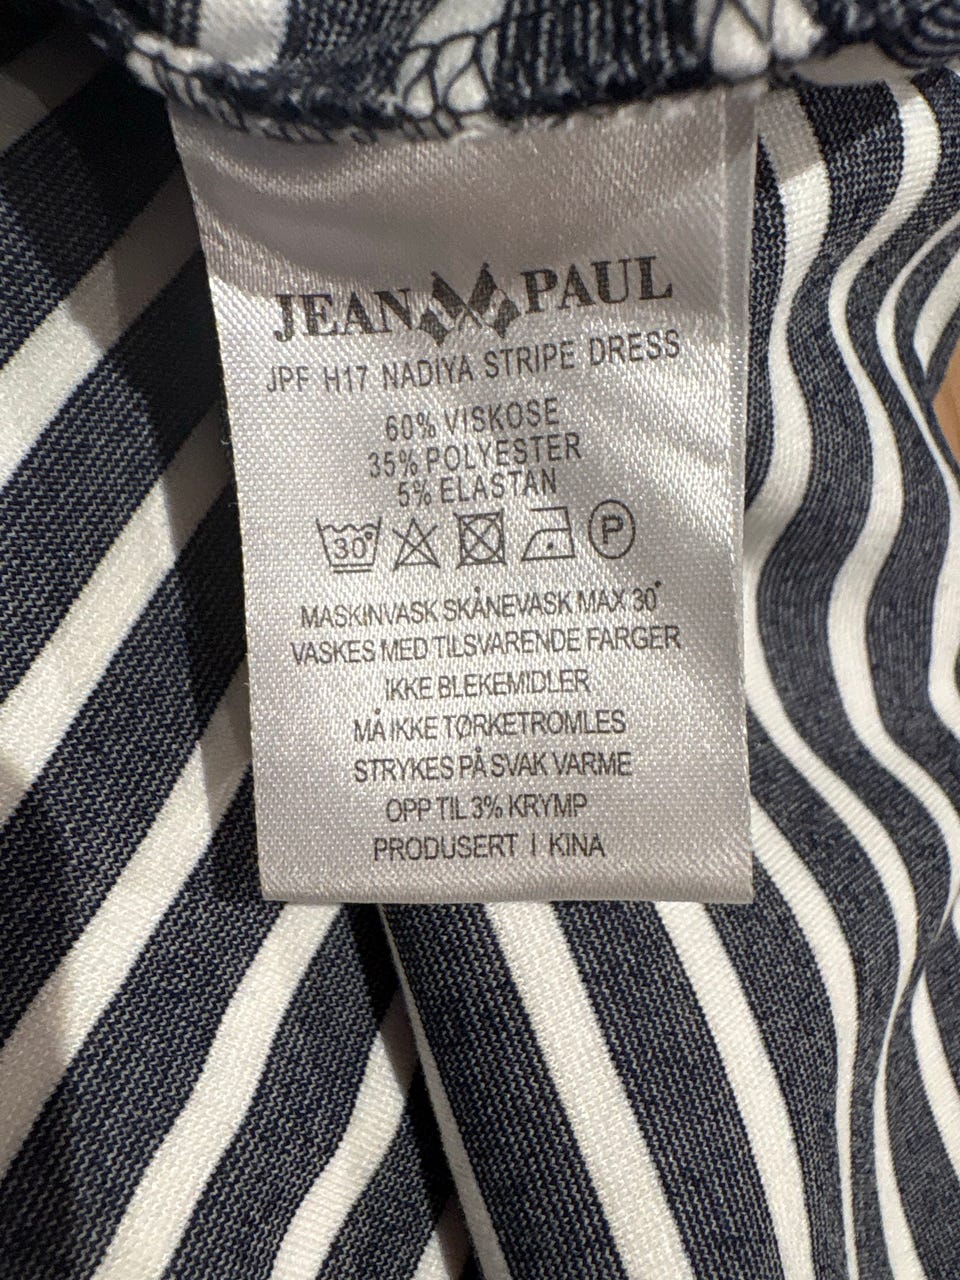 JEAN PAUL
JPF H17 NADIYA STRIPE DRESS
60% VISKOSE
35% POLYESTER
5% ELASTAN
30° P
MASKINVASK SKÅNEVASK MAX 30°
VASKES MED TILSVARENDE FARGER
IKKE BLEKEMIDLER
MÅ IKKE TØRKETROMLES
STRYKES PÅ SVAK VARME
OPP TIL 3% KRYMP
PRODUSERT I KINA